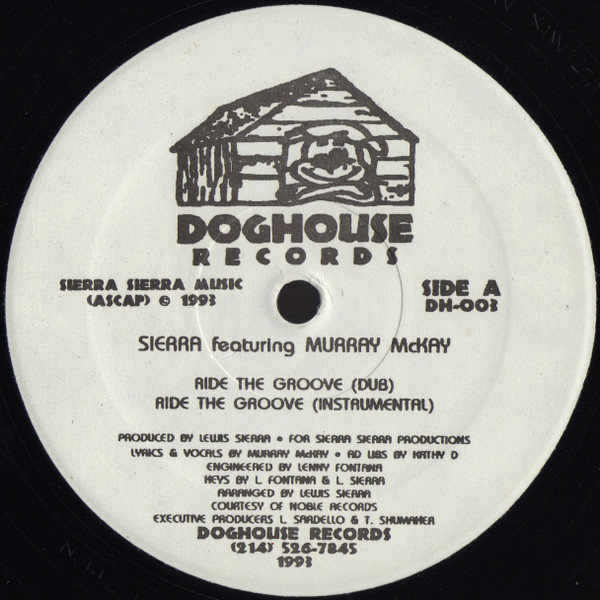 DOGHOUSE
RECORDS
SIERRA SIERRA MUSIC
(ASCAP) © 1993
SIDE A
DH-003
SIERRA featuring MURRAY McKAY
RIDE THE GROOVE (DUB)
RIDE THE GROOVE (INSTRUMENTAL)
PRODUCED BY LEWIS SIERRA • FOR SIERRA SIERRA PRODUCTIONS
LYRICS & VOCALS BY MURRAY McKAY • AD LIBS BY KATHY D
ENGINEERED BY LENNY FONTANA
KEYS BY L. FONTANA & L. SIERRA
ARRANGED BY LEWIS SIERRA
COURTESY OF NOBLE RECORDS
EXECUTIVE PRODUCERS L. SARDELLO & T. SHUMAKER
DOGHOUSE RECORDS
(214) 526-7845
1993